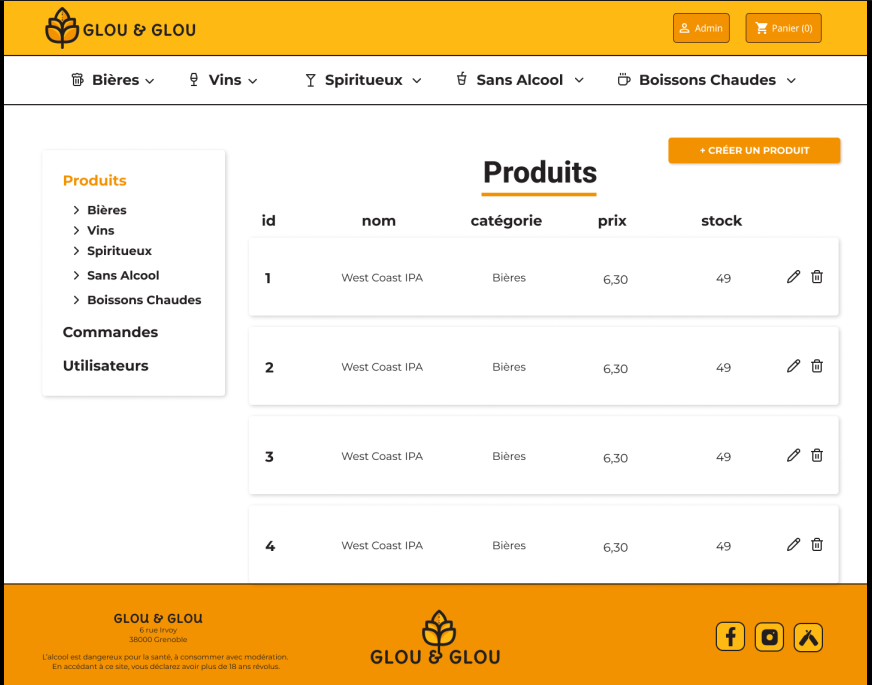 GLOU & GLOU
Admin
Panier (0)
Bières
Vins
Spiritueux
Sans Alcool
Boissons Chaudes
Produits
Bières
Vins
Spiritueux
Sans Alcool
Boissons Chaudes
Commandes
Utilisateurs
+ CRÉER UN PRODUIT
Produits
id nom catégorie prix stock
1 West Coast IPA Bières 6,30 49
2 West Coast IPA Bières 6,30 49
3 West Coast IPA Bières 6,30 49
4 West Coast IPA Bières 6,30 49
GLOU & GLOU
6 rue Irvoy
38000 Grenoble
L'alcool est dangereux pour la santé, à consommer avec modération.
En accédant à ce site, vous déclarez avoir plus de 18 ans révolus.
GLOU & GLOU